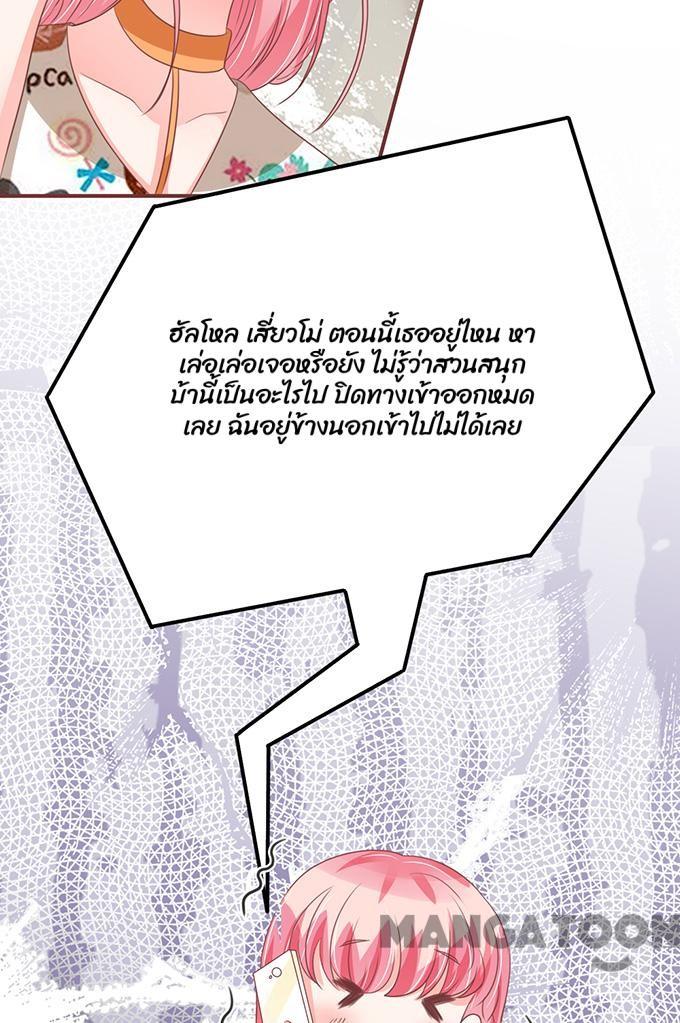 pCa
ฮัลโหล เสี่ยวโม่ ตอนนี้เธออยู่ไหน หา
เล่อเล่อเจอหรือยัง ไม่รู้ว่าสวนสนุก
บ้านี้เป็นอะไรไป ปิดทางเข้าออกหมด
เลย ฉันอยู่ข้างนอกเข้าไปไม่ได้เลย
MANGATOON